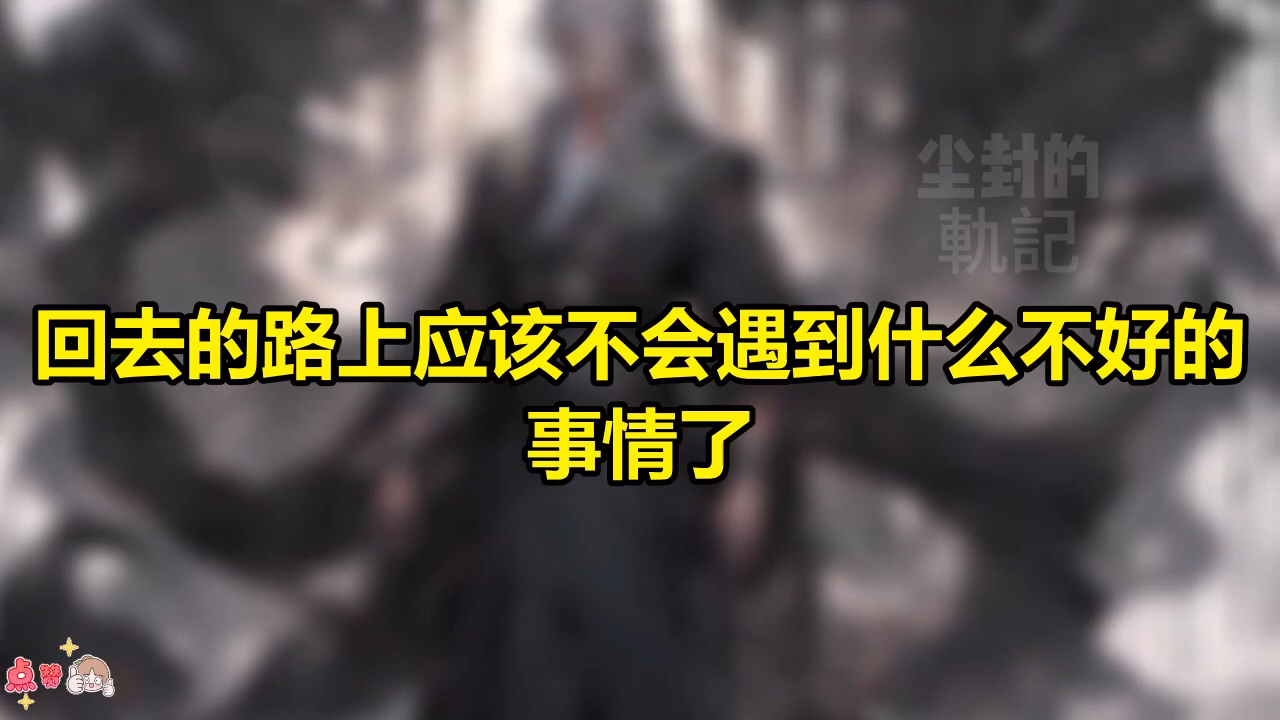 尘封的
軌記
回去的路上应该不会遇到什么不好的
事情了
点赞